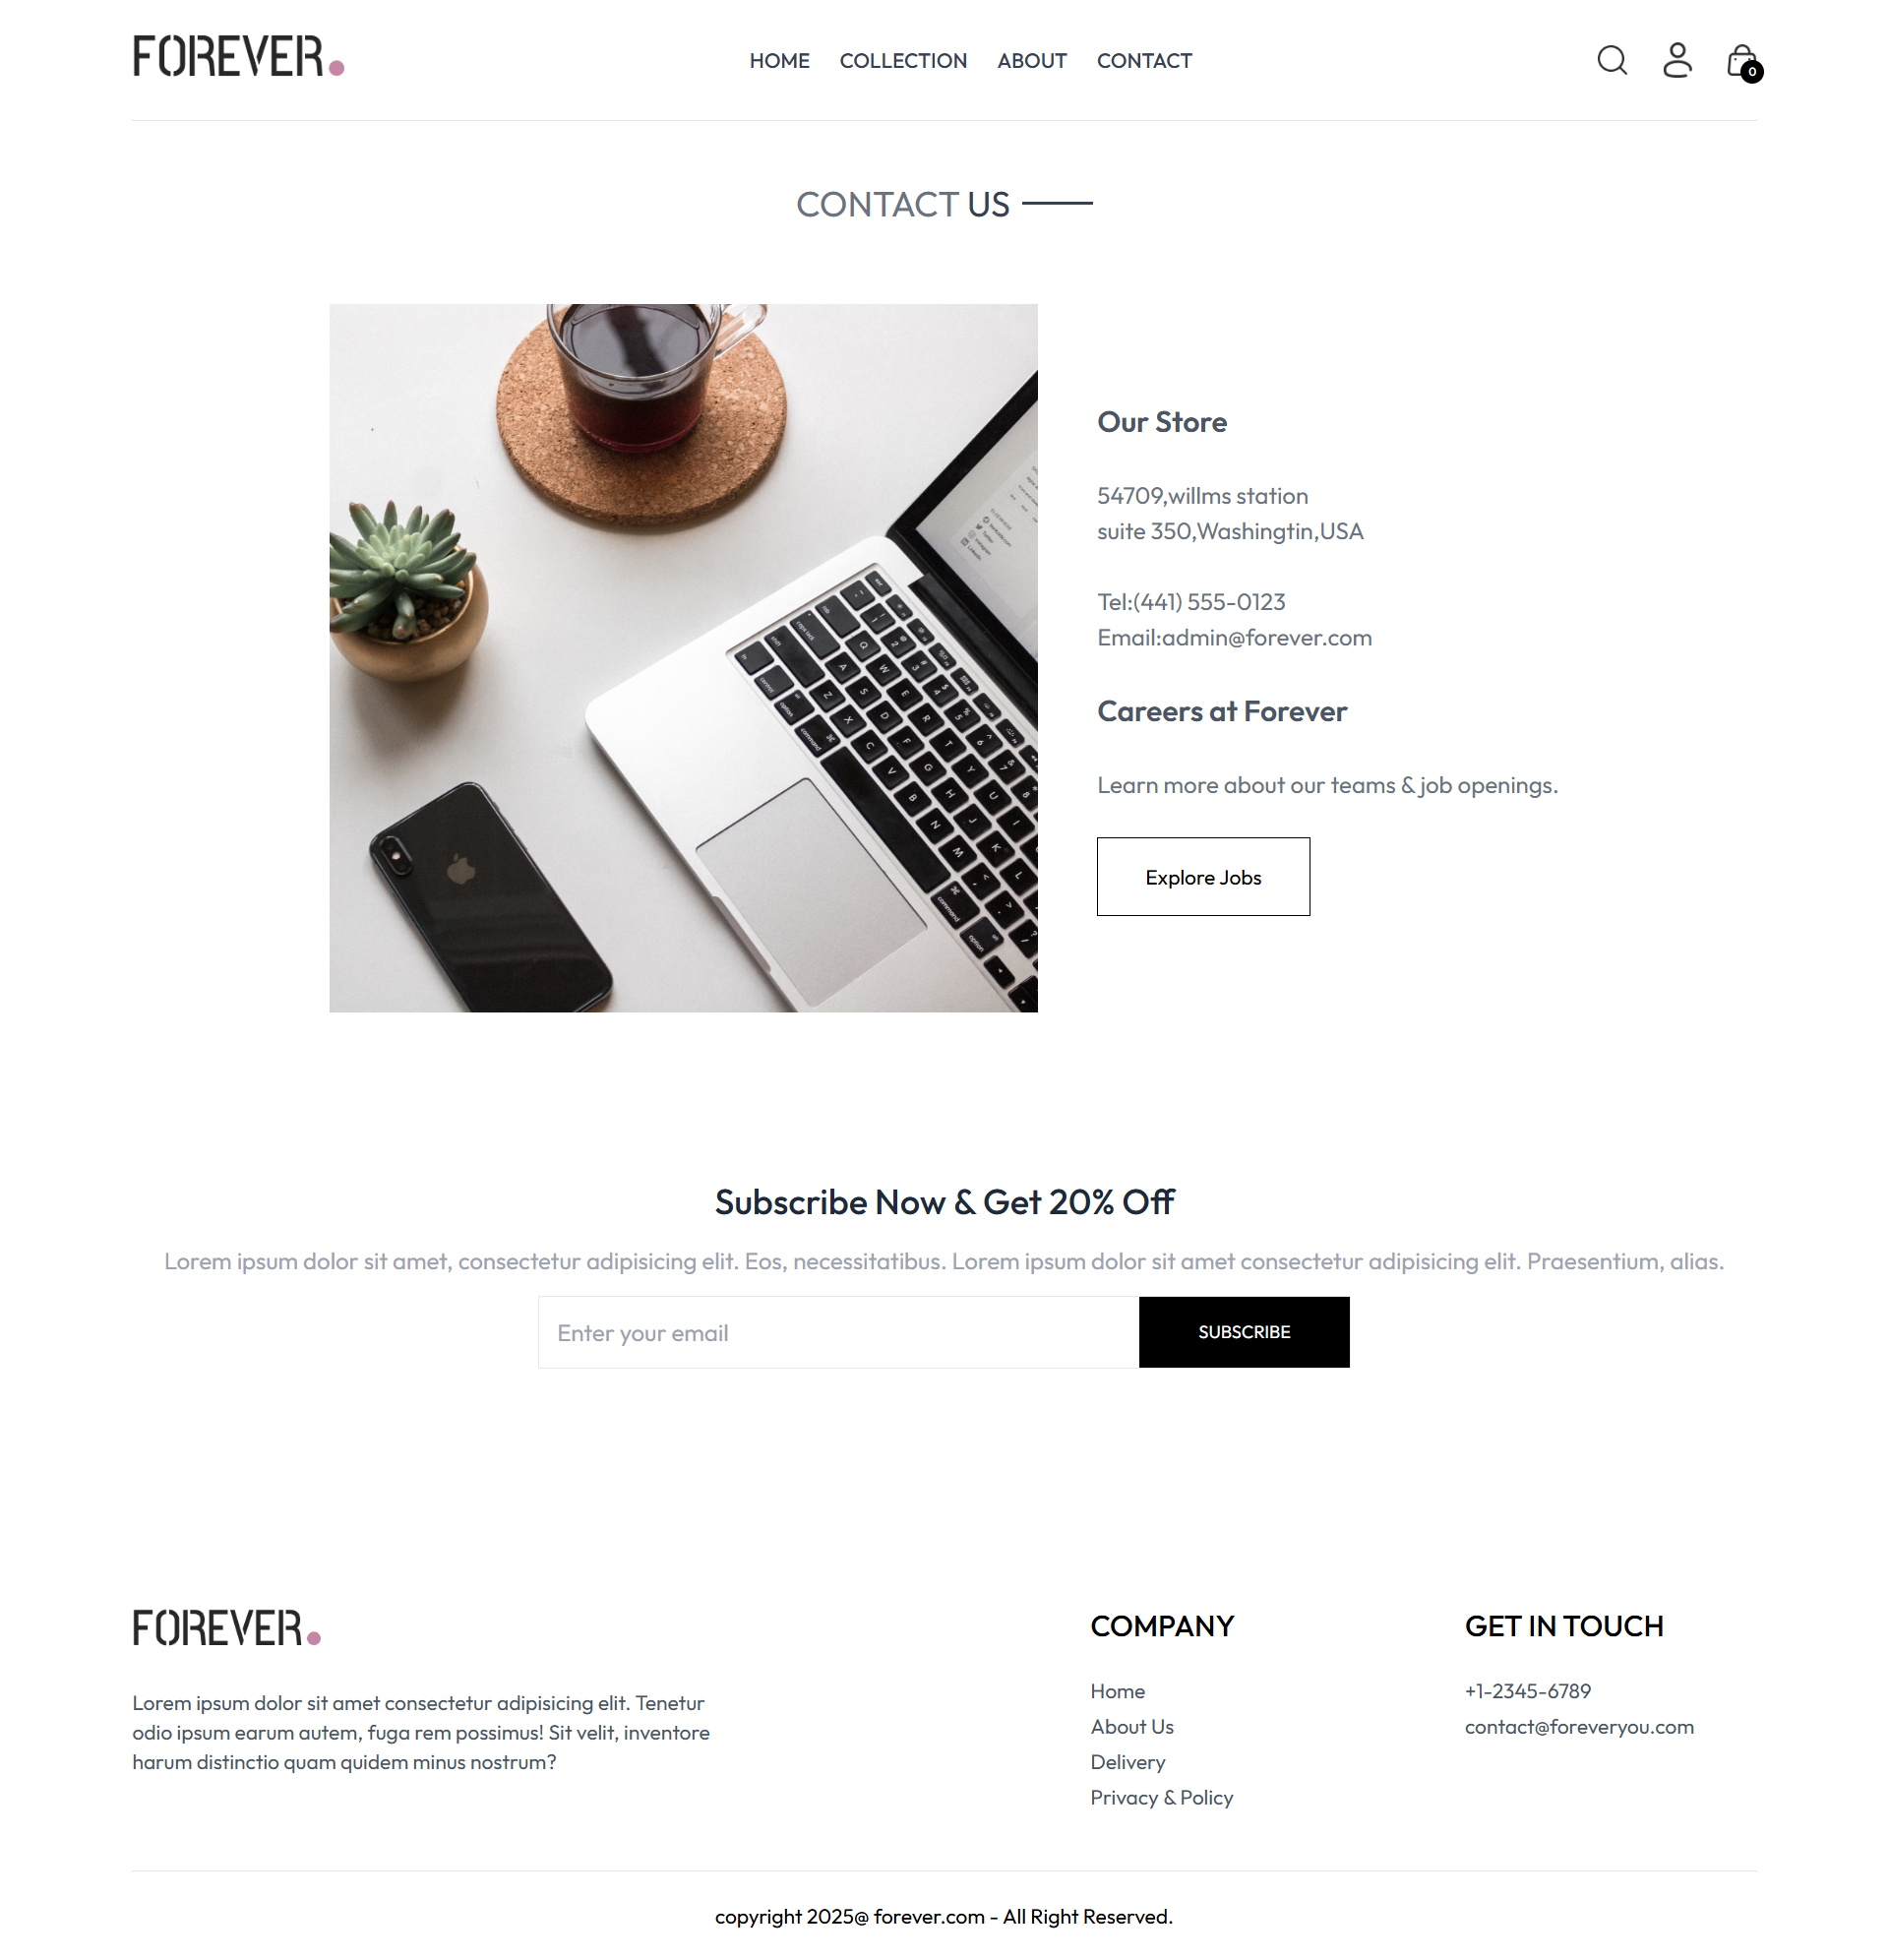 FOREVER.
HOME COLLECTION ABOUT CONTACT
0
CONTACT US
Our Store
54709,willms station
suite 350,Washingtin,USA
Tel:(441) 555-0123
Email:admin@forever.com
Careers at Forever
Learn more about our teams & job openings.
Explore Jobs
Subscribe Now & Get 20% Off
Lorem ipsum dolor sit amet, consectetur adipisicing elit. Eos, necessitatibus. Lorem ipsum dolor sit amet consectetur adipisicing elit. Praesentium, alias.
Enter your email
SUBSCRIBE
FOREVER.
Lorem ipsum dolor sit amet consectetur adipisicing elit. Tenetur
odio ipsum earum autem, fuga rem possimus! Sit velit, inventore
harum distinctio quam quidem minus nostrum?
COMPANY
Home
About Us
Delivery
Privacy & Policy
GET IN TOUCH
+1-2345-6789
contact@foreveryou.com
copyright 2025@ forever.com - All Right Reserved.